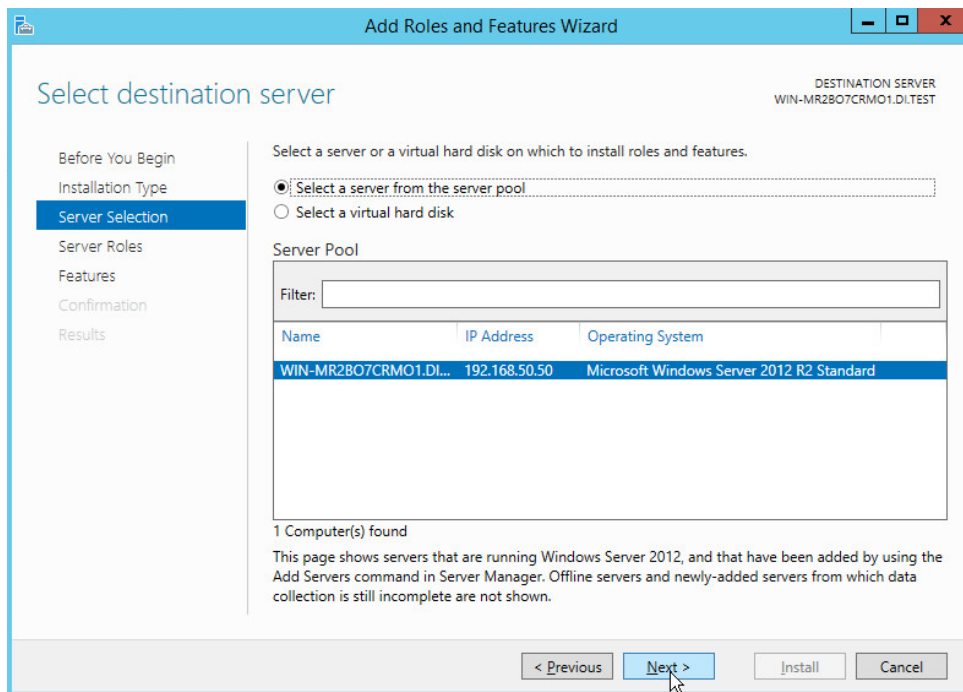 Add Roles and Features Wizard
Select destination server
DESTINATION SERVER
WIN-MR2BO7CRMO1.DI.TEST
Before You Begin
Installation Type
Server Selection
Server Roles
Features
Confirmation
Results
Select a server or a virtual hard disk on which to install roles and features.
Select a server from the server pool
Select a virtual hard disk
Server Pool
Filter:
Name IP Address Operating System
WIN-MR2BO7CRMO1.DI... 192.168.50.50 Microsoft Windows Server 2012 R2 Standard
1 Computer(s) found
This page shows servers that are running Windows Server 2012, and that have been added by using the
Add Servers command in Server Manager. Offline servers and newly-added servers from which data
collection is still incomplete are not shown.
< Previous Next > Install Cancel